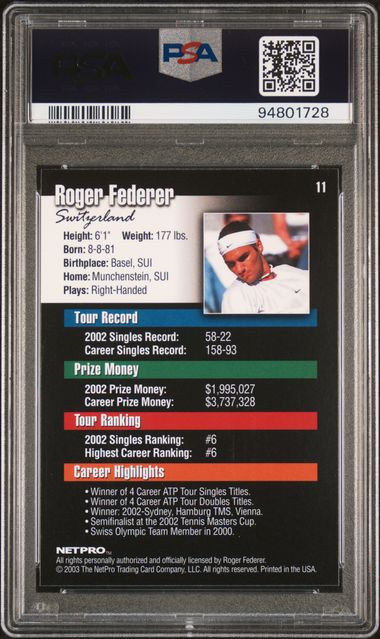 PSA
PSA
94801728
Roger Federer
11
Switzerland
Height: 6'1" Weight: 177 lbs.
Born: 8-8-81
Birthplace: Basel, SUI
Home: Munchenstein, SUI
Plays: Right-Handed
Tour Record
2002 Singles Record: 58-22
Career Singles Record: 158-93
Prize Money
2002 Prize Money: $1,995,027
Career Prize Money: $3,737,328
Tour Ranking
2002 Singles Ranking: #6
Highest Career Ranking: #6
Career Highlights
• Winner of 4 Career ATP Tour Singles Titles.
• Winner of 4 Career ATP Tour Doubles Titles.
• Winner: 2002-Sydney, Hamburg TMS, Vienna.
• Semifinalist at the 2002 Tennis Masters Cup.
• Swiss Olympic Team Member in 2000.
NETPRO™
All rights personally authorized and officially licensed by Roger Federer.
© 2003 The NetPro Trading Card Company, LLC. All rights reserved. Printed in the USA.